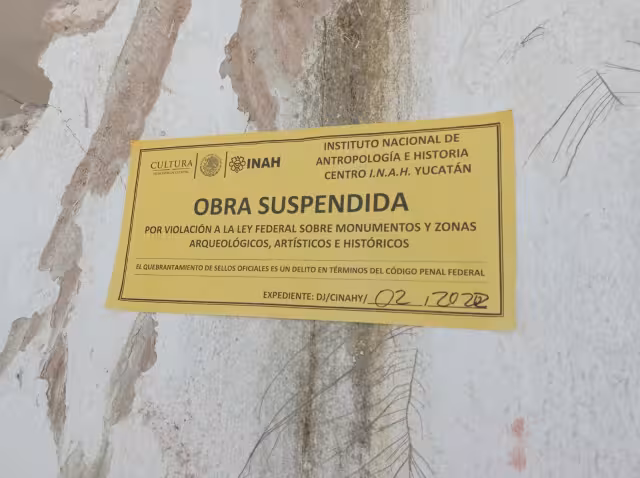 CULTURA
INAH
INSTITUTO NACIONAL DE
ANTROPOLOGÍA E HISTORIA
CENTRO I.N.A.H. YUCATÁN
OBRA SUSPENDIDA
POR VIOLACIÓN A LA LEY FEDERAL SOBRE MONUMENTOS Y ZONAS
ARQUEOLÓGICOS, ARTÍSTICOS E HISTÓRICOS
EL QUEBRANTAMIENTO DE SELLOS OFICIALES ES UN DELITO EN TÉRMINOS DEL CÓDIGO PENAL FEDERAL
EXPEDIENTE: DJ/CINAHY/ 02.2022